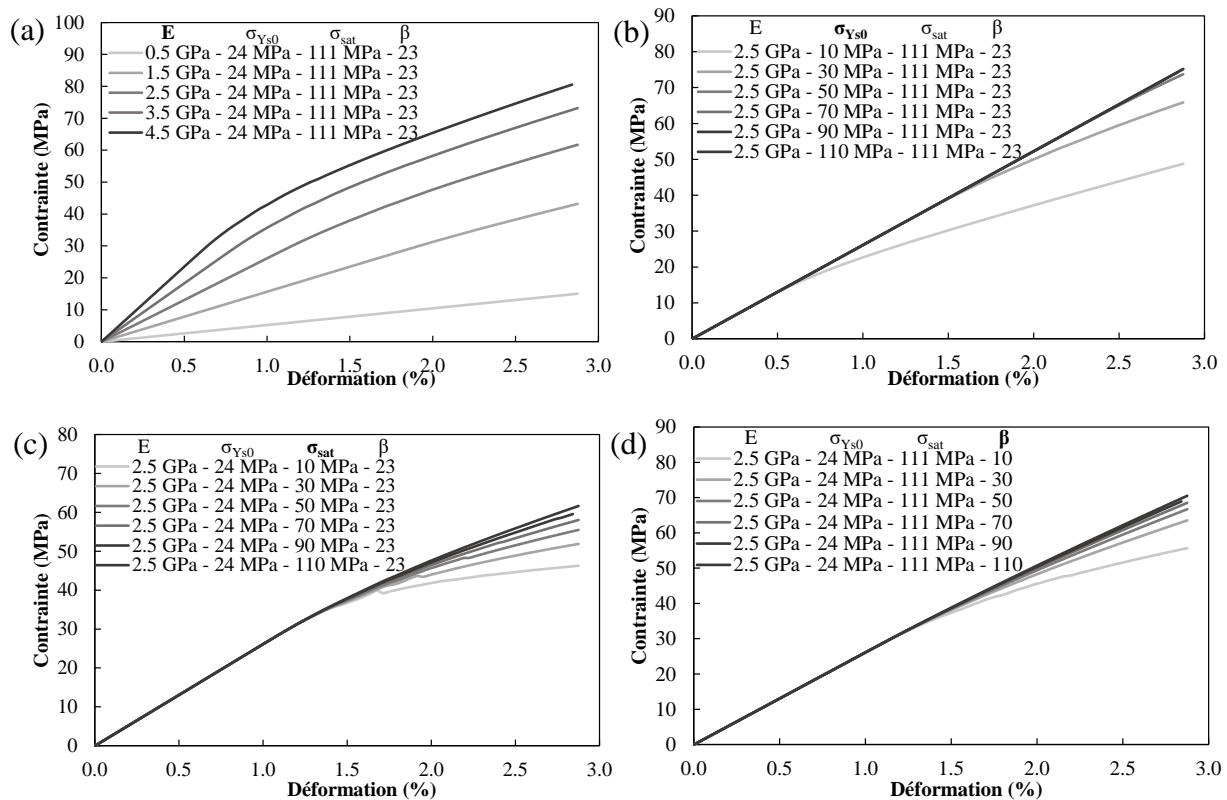 (a)
E σYs0 σsat β
0.5 GPa - 24 MPa - 111 MPa - 23
1.5 GPa - 24 MPa - 111 MPa - 23
2.5 GPa - 24 MPa - 111 MPa - 23
3.5 GPa - 24 MPa - 111 MPa - 23
4.5 GPa - 24 MPa - 111 MPa - 23
100
90
80
70
60
50
40
30
20
10
0
Contrainte (MPa)
0.0 0.5 1.0 1.5 2.0 2.5 3.0
Déformation (%)
(b)
E σYs0 σsat β
2.5 GPa - 10 MPa - 111 MPa - 23
2.5 GPa - 30 MPa - 111 MPa - 23
2.5 GPa - 50 MPa - 111 MPa - 23
2.5 GPa - 70 MPa - 111 MPa - 23
2.5 GPa - 90 MPa - 111 MPa - 23
2.5 GPa - 110 MPa - 111 MPa - 23
90
80
70
60
50
40
30
20
10
0
Contrainte (MPa)
0.0 0.5 1.0 1.5 2.0 2.5 3.0
Déformation (%)
(c)
E σYs0 σsat β
2.5 GPa - 24 MPa - 10 MPa - 23
2.5 GPa - 24 MPa - 30 MPa - 23
2.5 GPa - 24 MPa - 50 MPa - 23
2.5 GPa - 24 MPa - 70 MPa - 23
2.5 GPa - 24 MPa - 90 MPa - 23
2.5 GPa - 24 MPa - 110 MPa - 23
80
70
60
50
40
30
20
10
0
Contrainte (MPa)
0.0 0.5 1.0 1.5 2.0 2.5 3.0
Déformation (%)
(d)
E σYs0 σsat β
2.5 GPa - 24 MPa - 111 MPa - 10
2.5 GPa - 24 MPa - 111 MPa - 30
2.5 GPa - 24 MPa - 111 MPa - 50
2.5 GPa - 24 MPa - 111 MPa - 70
2.5 GPa - 24 MPa - 111 MPa - 90
2.5 GPa - 24 MPa - 111 MPa - 110
90
80
70
60
50
40
30
20
10
0
Contrainte (MPa)
0.0 0.5 1.0 1.5 2.0 2.5 3.0
Déformation (%)